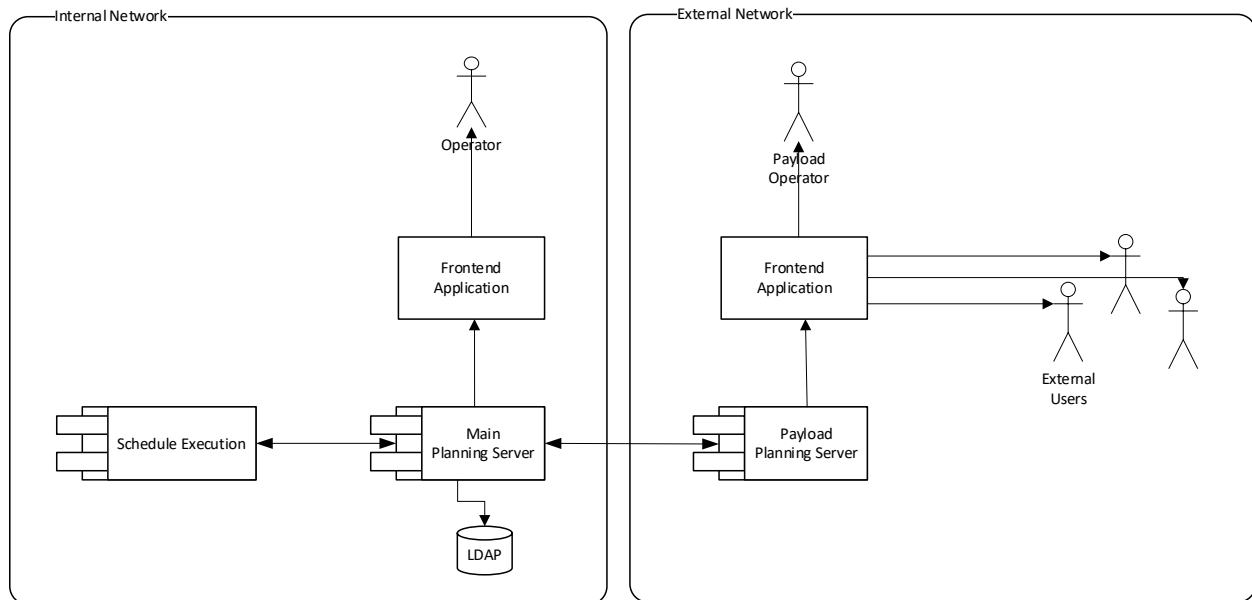 Internal Network
External Network
Operator
Payload
Operator
Frontend
Application
Frontend
Application
External
Users
Schedule Execution
Main
Planning Server
Payload
Planning Server
LDAP